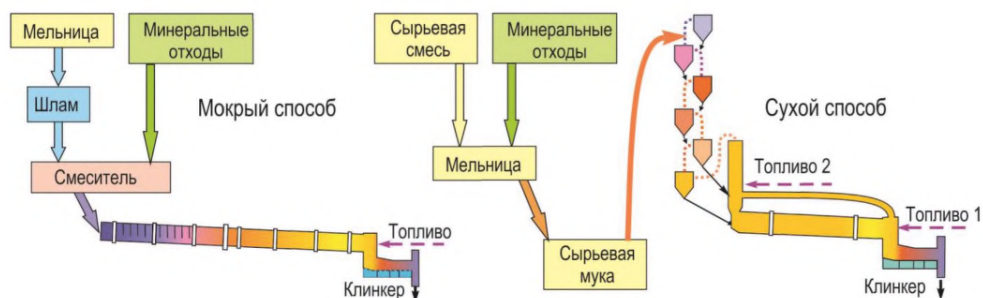 Мельница
Минеральные
отходы
Шлам
Мокрый способ
Смеситель
Топливо
Клинкер
Сырьевая
смесь
Минеральные
отходы
Мельница
Сырьевая
мука
Сухой способ
Топливо 2
Топливо 1
Клинкер